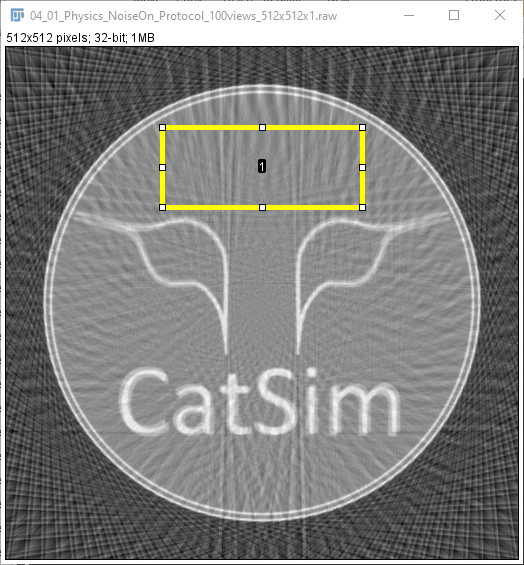 04_01_Physics_NoiseOn_Protocol_100views_512x512x1.raw
512x512 pixels; 32-bit; 1MB
1
CatSim